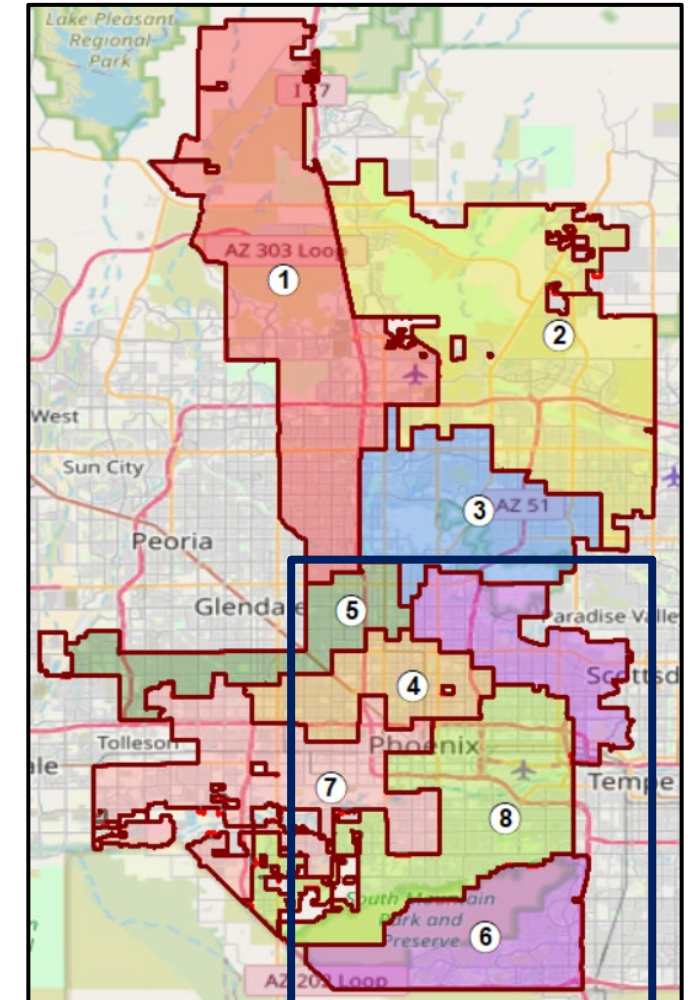 Lake Pleasant
Regional
Park
I 17
AZ 303 Loop
1
2
West
Sun City
3
AZ 51
Peoria
Glendale
5
Paradise Valle
4
Scottsd
Tolleson
Phoenix
ale
Tempe
7
8
South Mountain
Park and
Preserve
6
AZ 202 Loop